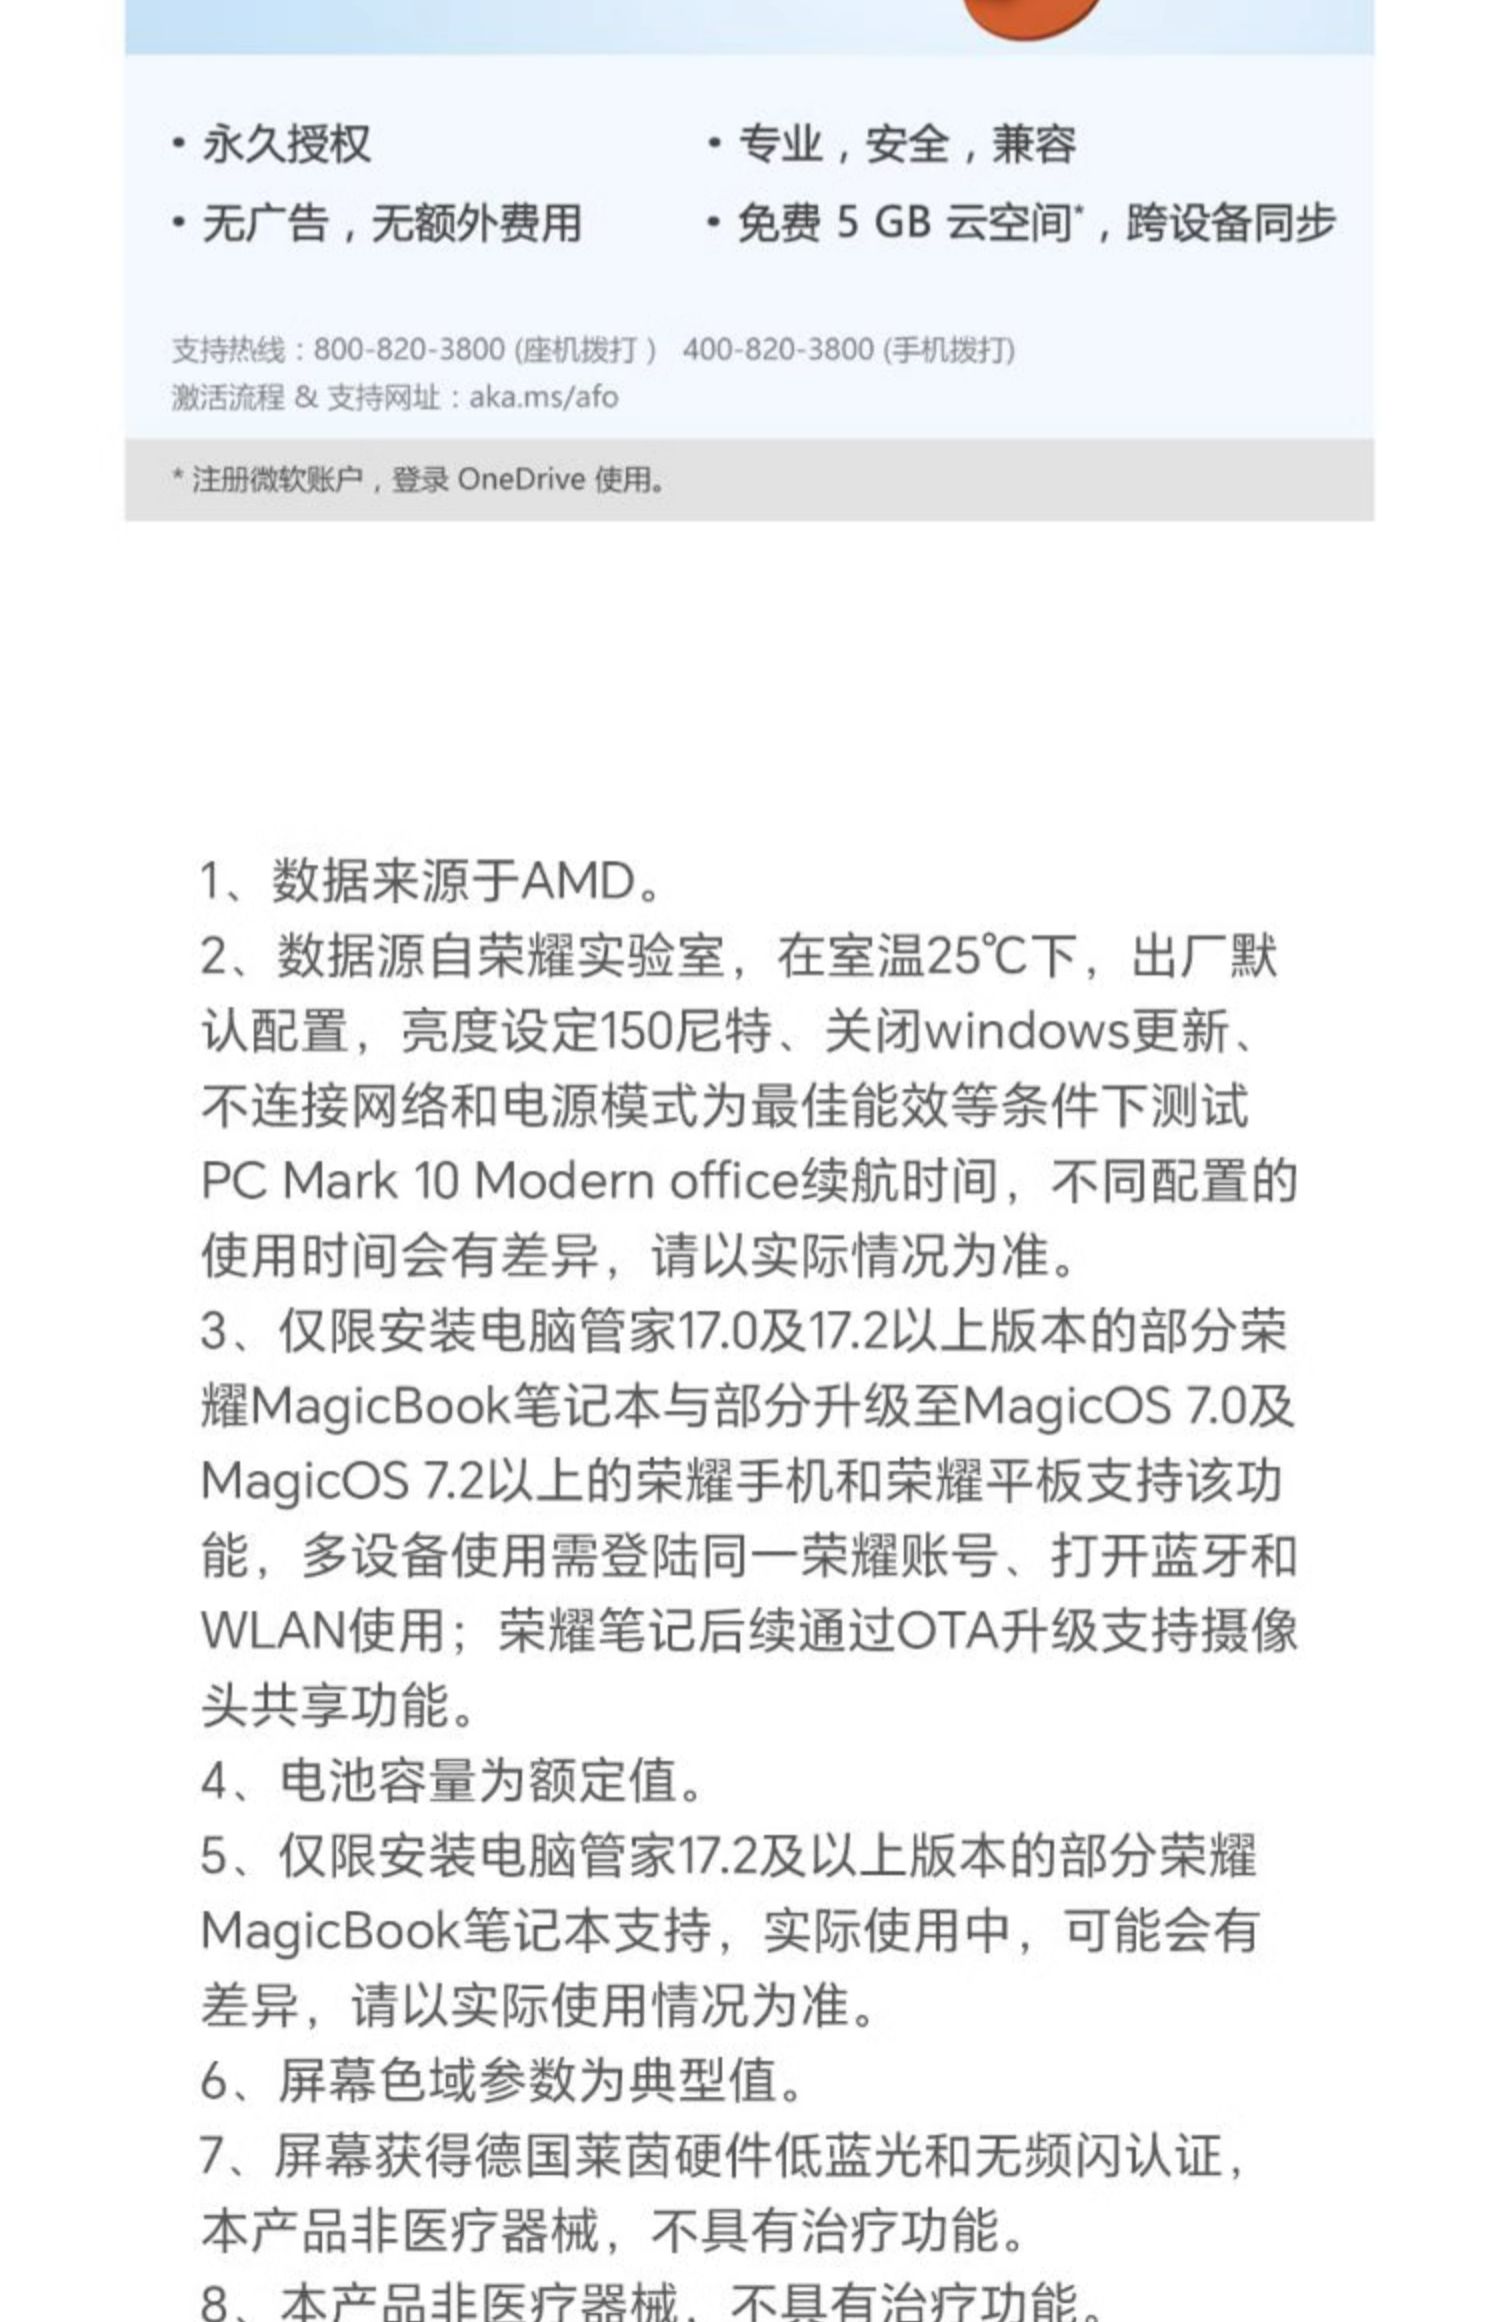 • 永久授权
• 专业，安全，兼容
• 无广告，无额外费用
• 免费 5 GB 云空间*，跨设备同步
支持热线：800-820-3800 (座机拨打 ） 400-820-3800 (手机拨打)
激活流程 & 支持网址：aka.ms/afo
* 注册微软账户，登录 OneDrive 使用。
1、数据来源于AMD。
2、数据源自荣耀实验室，在室温25℃下，出厂默
认配置，亮度设定150尼特、关闭windows更新、
不连接网络和电源模式为最佳能效等条件下测试
PC Mark 10 Modern office续航时间，不同配置的
使用时间会有差异，请以实际情况为准。
3、仅限安装电脑管家17.0及17.2以上版本的部分荣
耀MagicBook笔记本与部分升级至MagicOS 7.0及
MagicOS 7.2以上的荣耀手机和荣耀平板支持该功
能，多设备使用需登陆同一荣耀账号、打开蓝牙和
WLAN使用；荣耀笔记后续通过OTA升级支持摄像
头共享功能。
4、电池容量为额定值。
5、仅限安装电脑管家17.2及以上版本的部分荣耀
MagicBook笔记本支持，实际使用中，可能会有
差异，请以实际使用情况为准。
6、屏幕色域参数为典型值。
7、屏幕获得德国莱茵硬件低蓝光和无频闪认证，
本产品非医疗器械，不具有治疗功能。
8、本产品非医疗器械，不具有治疗功能。